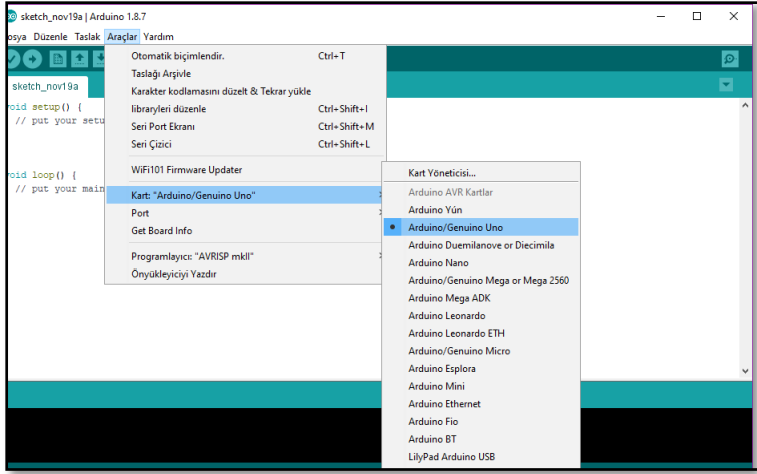 sketch_nov19a | Arduino 1.8.7
osya Düzenle Taslak Araçlar Yardım
sketch_nov19a
void setup() {
// put your setu
void loop() {
// put your main
Otomatik biçimlendir. Ctrl+T
Taslağı Arşivle
Karakter kodlamasını düzelt & Tekrar yükle
libraryleri düzenle Ctrl+Shift+I
Seri Port Ekranı Ctrl+Shift+M
Seri Çizici Ctrl+Shift+L
WiFi101 Firmware Updater
Kart: "Arduino/Genuino Uno"
Port
Get Board Info
Programlayıcı: "AVRISP mkII"
Önyükleyiciyi Yazdır
Kart Yöneticisi...
Arduino AVR Kartlar
Arduino Yún
Arduino/Genuino Uno
Arduino Duemilanove or Diecimila
Arduino Nano
Arduino/Genuino Mega or Mega 2560
Arduino Mega ADK
Arduino Leonardo
Arduino Leonardo ETH
Arduino/Genuino Micro
Arduino Esplora
Arduino Mini
Arduino Ethernet
Arduino Fio
Arduino BT
LilyPad Arduino USB